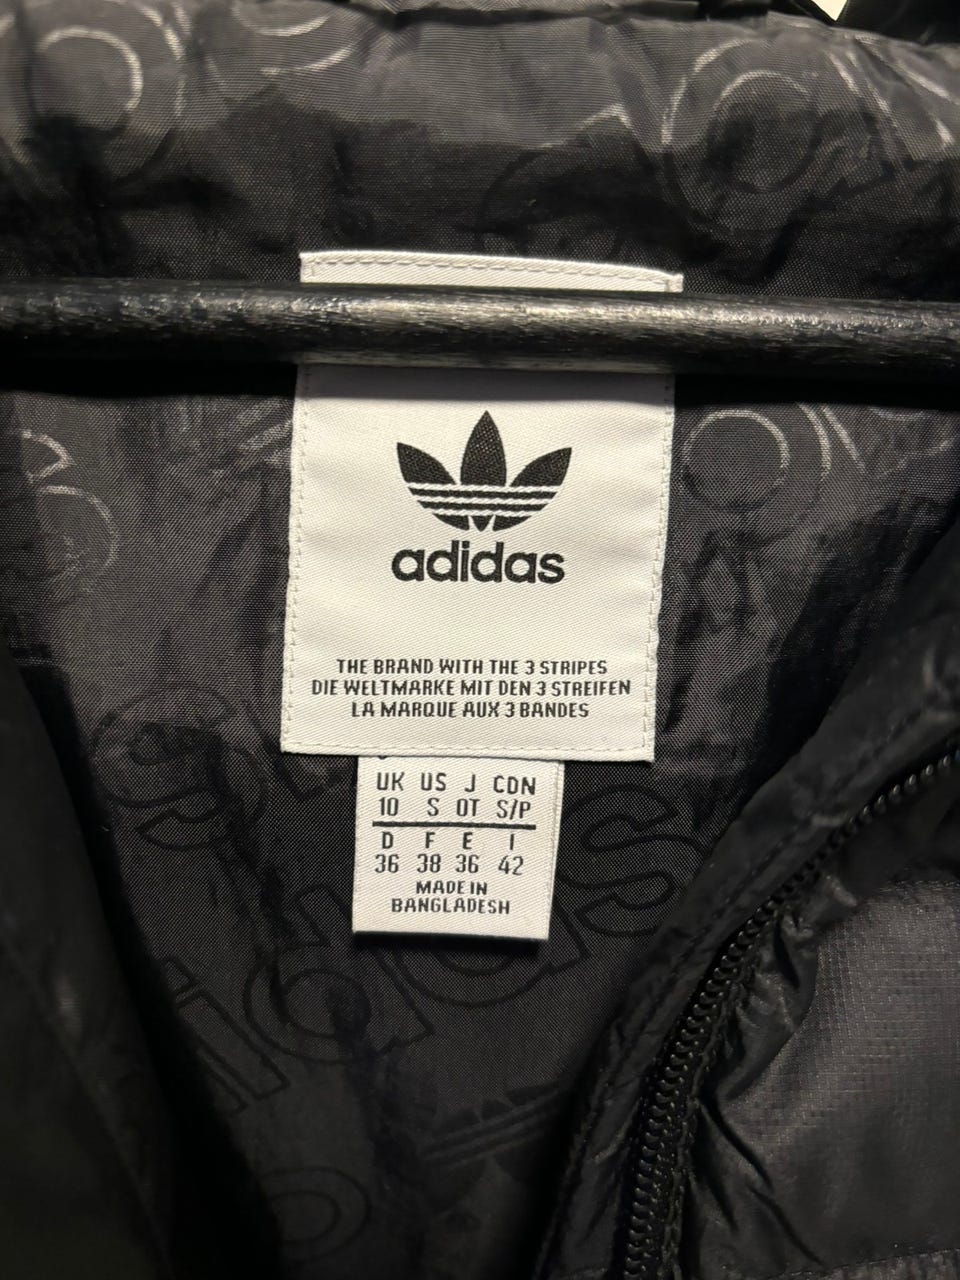 adidas
THE BRAND WITH THE 3 STRIPES
DIE WELTMARKE MIT DEN 3 STREIFEN
LA MARQUE AUX 3 BANDES
UK US J CDN
10 S OT S/P
D F E I
36 38 36 42
MADE IN
BANGLADESH